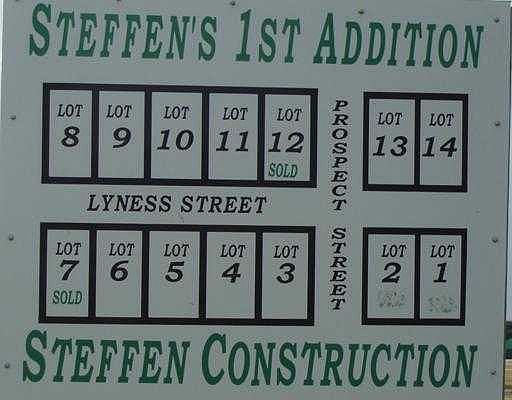 STEFFEN'S 1ST ADDITION
LOT 8 LOT 9 LOT 10 LOT 11 LOT 12 SOLD
PROSPECT STREET
LOT 13 LOT 14
LYNESS STREET
LOT 7 SOLD LOT 6 LOT 5 LOT 4 LOT 3
LOT 2 LOT 1
STEFFEN CONSTRUCTION